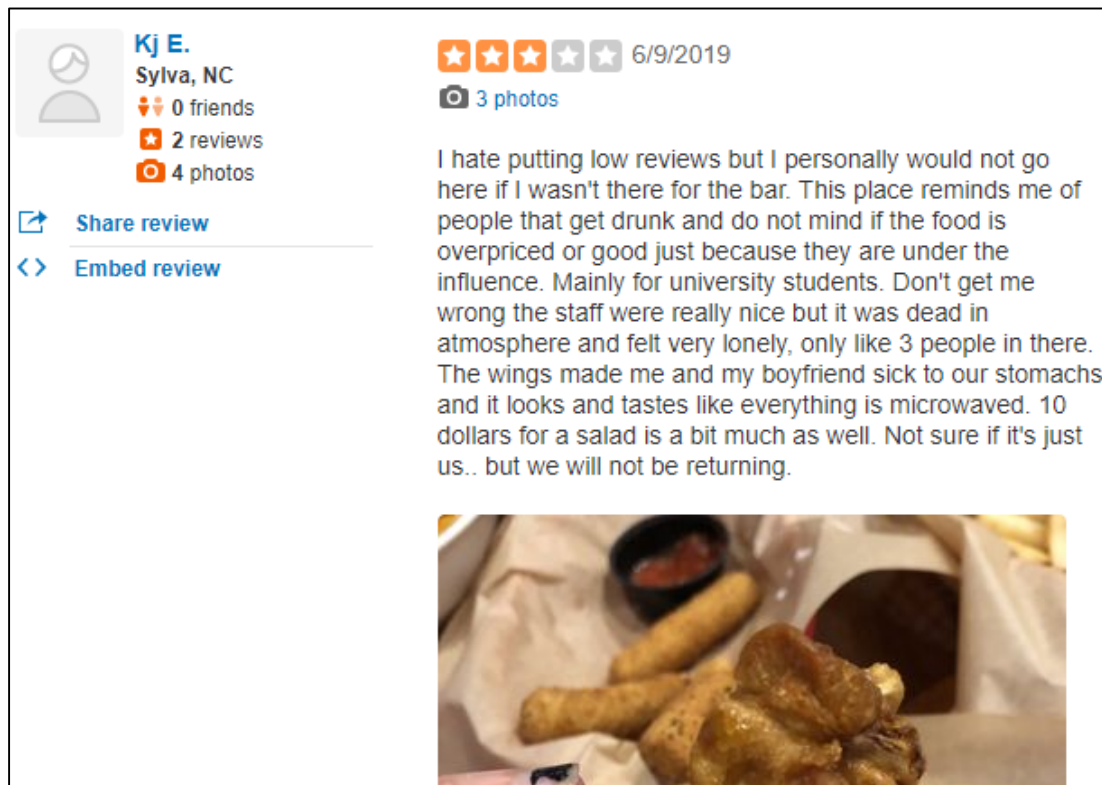 Kj E.
Sylva, NC
0 friends
2 reviews
4 photos
Share review
Embed review
6/9/2019
3 photos
I hate putting low reviews but I personally would not go
here if I wasn't there for the bar. This place reminds me of
people that get drunk and do not mind if the food is
overpriced or good just because they are under the
influence. Mainly for university students. Don't get me
wrong the staff were really nice but it was dead in
atmosphere and felt very lonely, only like 3 people in there.
The wings made me and my boyfriend sick to our stomachs
and it looks and tastes like everything is microwaved. 10
dollars for a salad is a bit much as well. Not sure if it's just
us.. but we will not be returning.